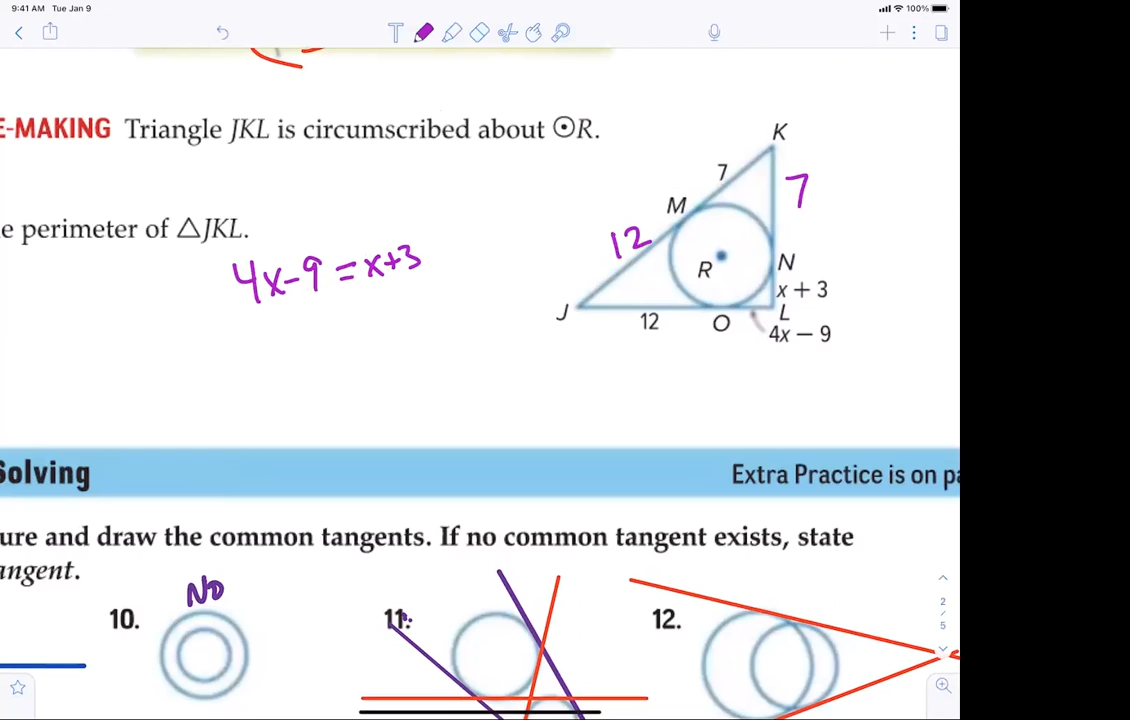 9:41 AM Tue Jan 9
100%
E-MAKING Triangle JKL is circumscribed about ⊙R.
e perimeter of △JKL.
4x-9=x+3
K
7
7
M
12
R
N
x + 3
J
12
O
L
4x − 9
Solving
Extra Practice is on pa
ure and draw the common tangents. If no common tangent exists, state
angent.
NO
10.
11.
12.
2
/
5